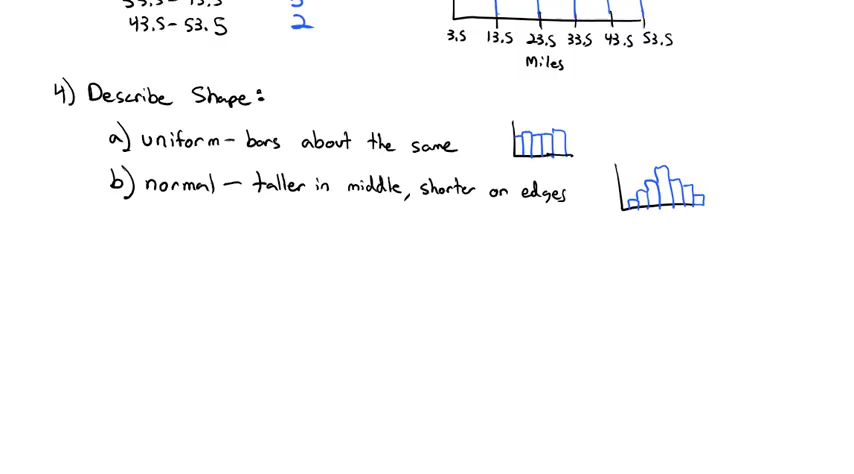 43.5 - 53.5 2
3.5 13.5 23.5 33.5 43.5 53.5
Miles
4) Describe Shape:
a) uniform - bars about the same
b) normal - taller in middle, shorter on edges